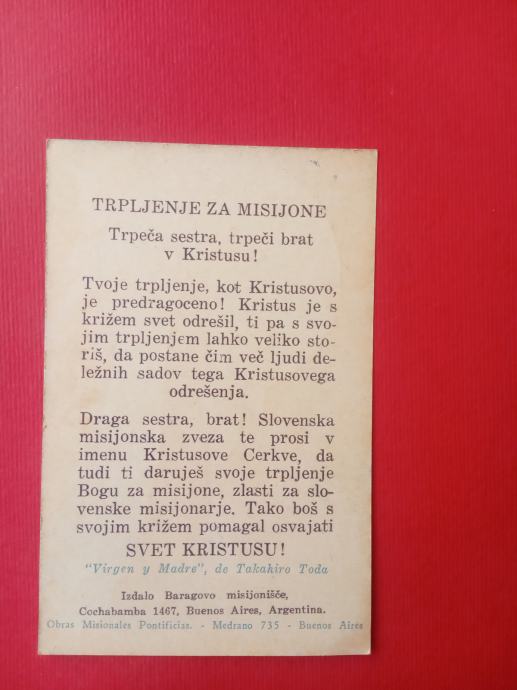 TRPLJENJE ZA MISIJONE
Trpeča sestra, trpeči brat
v Kristusu!
Tvoje trpljenje, kot Kristusovo,
je predragoceno! Kristus je s
križem svet odrešil, ti pa s svo-
jim trpljenjem lahko veliko sto-
riš, da postane čim več ljudi de-
ležnih sadov tega Kristusovega
odrešenja.
Draga sestra, brat! Slovenska
misijonska zveza te prosi v
imenu Kristusove Cerkve, da
tudi ti daruješ svoje trpljenje
Bogu za misijone, zlasti za slo-
venske misijonarje. Tako boš s
svojim križem pomagal osvajati
SVET KRISTUSU!
"Virgen y Madre", de Takahiro Toda
Izdalo Baragovo misijonišče,
Cochabamba 1467, Buenos Aires, Argentina.
Obras Misionales Pontificias. - Medrano 735 - Buenos Aires